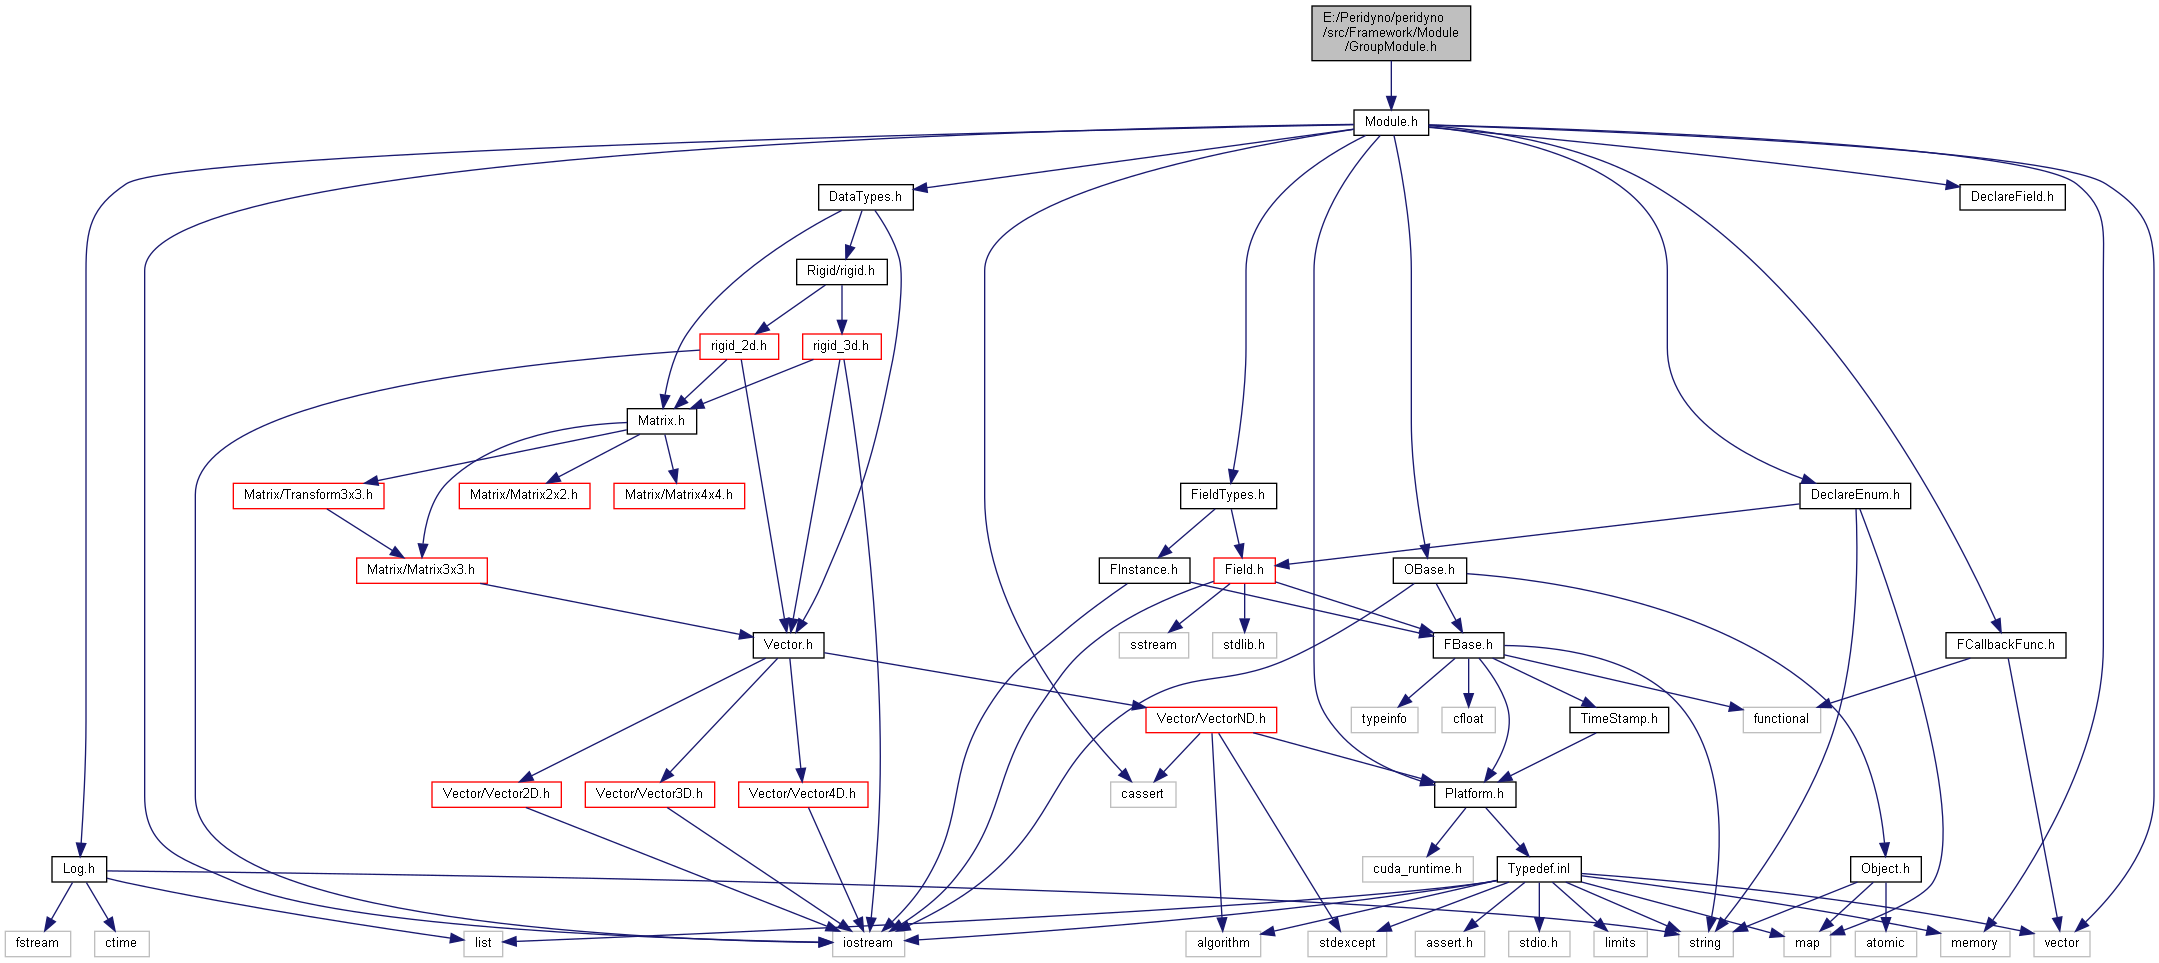 E:/Peridyno/peridyno
/src/Framework/Module
/GroupModule.h
Module.h
DataTypes.h
DeclareField.h
Rigid/rigid.h
rigid_2d.h
rigid_3d.h
Matrix.h
Matrix/Transform3x3.h
Matrix/Matrix2x2.h
Matrix/Matrix4x4.h
FieldTypes.h
DeclareEnum.h
Matrix/Matrix3x3.h
FInstance.h
Field.h
OBase.h
Vector.h
sstream
stdlib.h
FBase.h
FCallbackFunc.h
Vector/VectorND.h
typeinfo
cfloat
TimeStamp.h
functional
Vector/Vector2D.h
Vector/Vector3D.h
Vector/Vector4D.h
cassert
Platform.h
Log.h
cuda_runtime.h
Typedef.inl
Object.h
fstream
ctime
list
iostream
algorithm
stdexcept
assert.h
stdio.h
limits
string
map
atomic
memory
vector